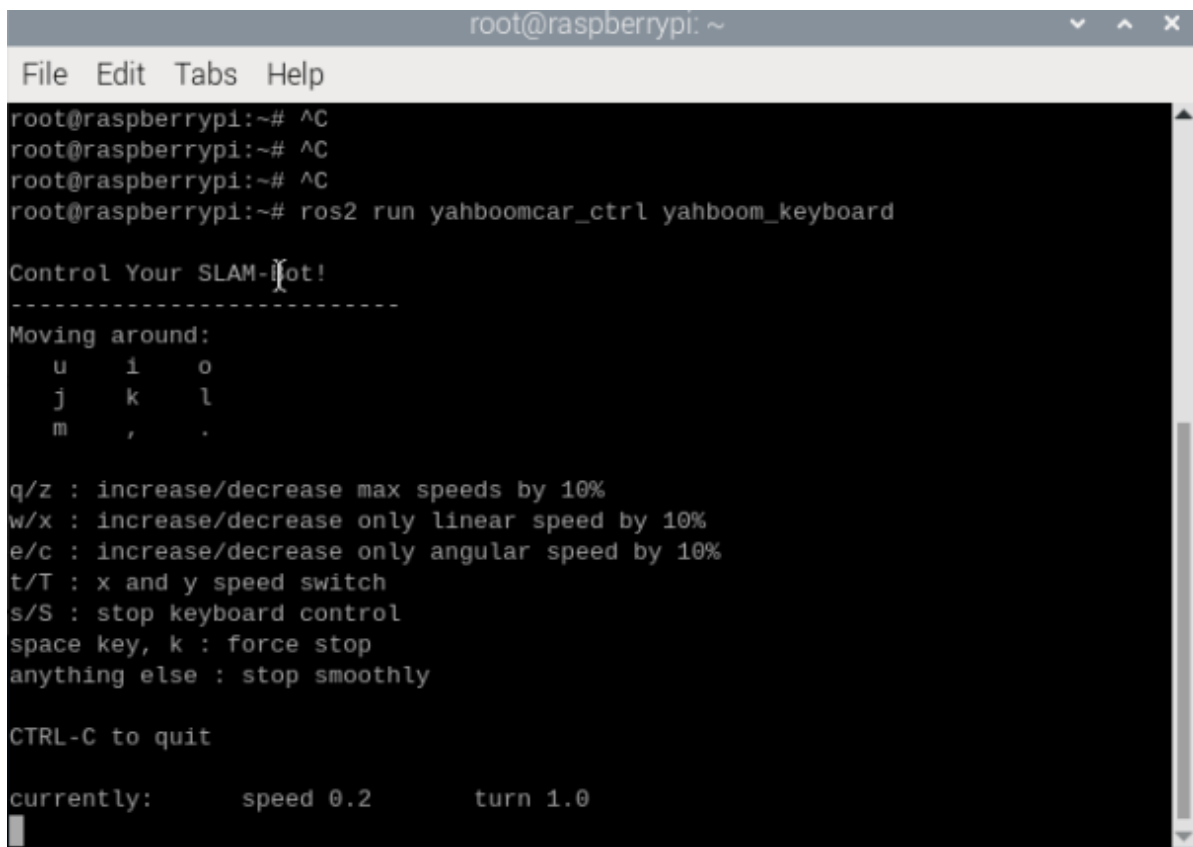 root@raspberrypi: ~
File Edit Tabs Help
root@raspberrypi:~# ^C
root@raspberrypi:~# ^C
root@raspberrypi:~# ^C
root@raspberrypi:~# ros2 run yahboomcar_ctrl yahboom_keyboard
Control Your SLAM-Bot!
---------------------------
Moving around:
u i o
j k l
m , .
q/z : increase/decrease max speeds by 10%
w/x : increase/decrease only linear speed by 10%
e/c : increase/decrease only angular speed by 10%
t/T : x and y speed switch
s/S : stop keyboard control
space key, k : force stop
anything else : stop smoothly
CTRL-C to quit
currently: speed 0.2 turn 1.0